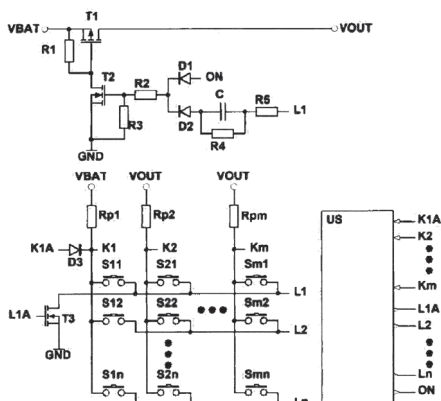 T1
VBAT VOUT
R1
T2 D1
R2 ON
C R5
L1
D2
R3
R4
GND
VBAT VOUT VOUT
Rp1 Rp2 Rpm US
K1A K1 K2 Km K1A
D3 K2
S11 S21 Sm1
Km
L1
L1A T3 S12 S22 Sm2 L1A
L2 L2
GND
S1n S2n Smn Ln
ON